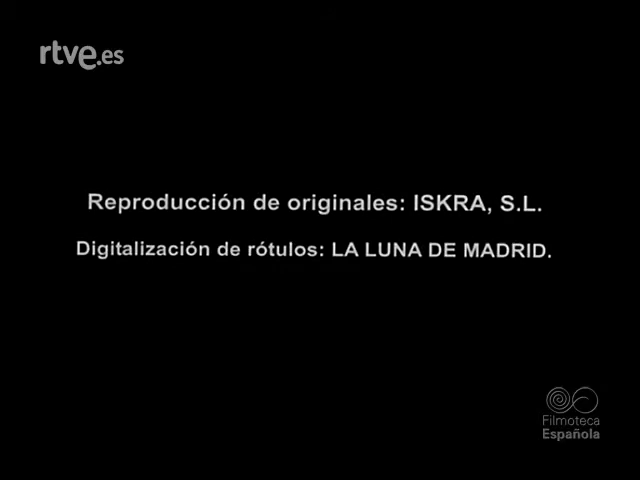 rtve.es
Reproducción de originales: ISKRA, S.L.
Digitalización de rótulos: LA LUNA DE MADRID.
Filmoteca
Española